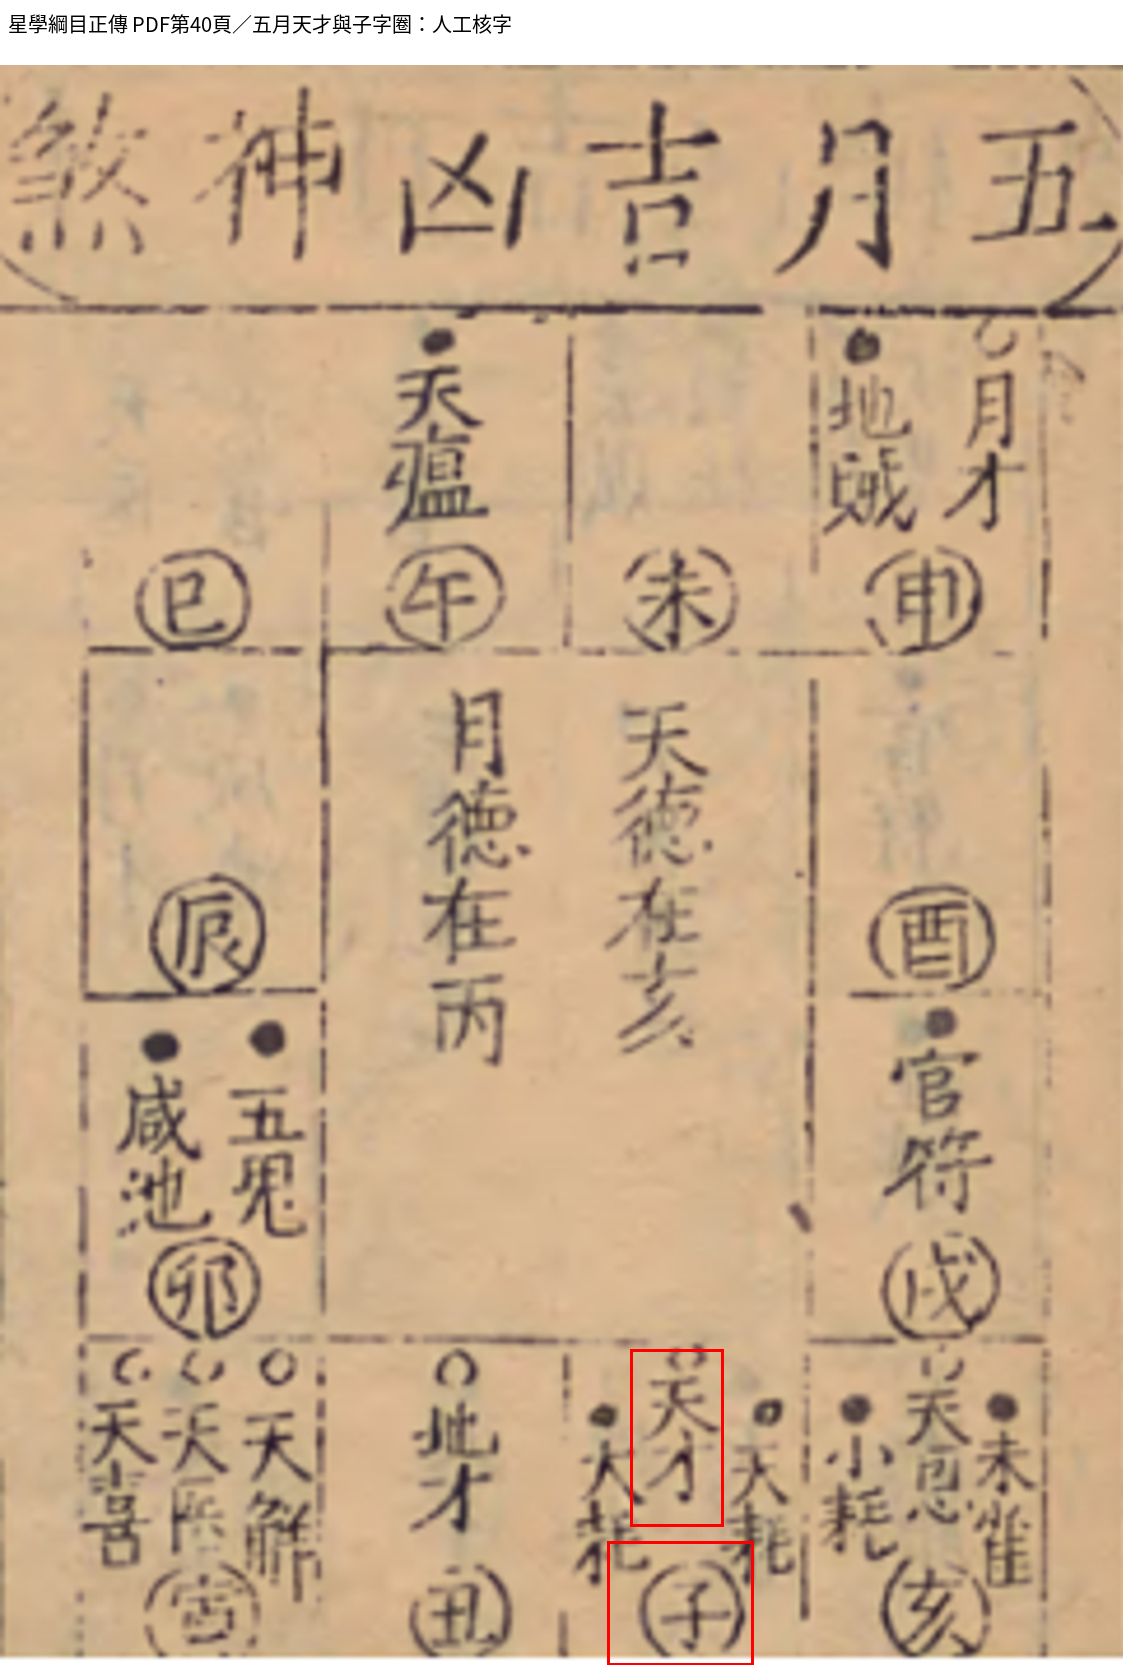 星學綱目正傳 PDF第40頁／五月天才與子字圈：人工核字
五月吉凶神煞
月才
地賊
申
未
天瘟
午
巳
天德在亥
月德在丙
酉
辰
官符
戌
五鬼
咸池
卯
朱雀
天恩
小耗
亥
天耗
天才
大耗
子
地才
丑
天解
天医
天喜
寅